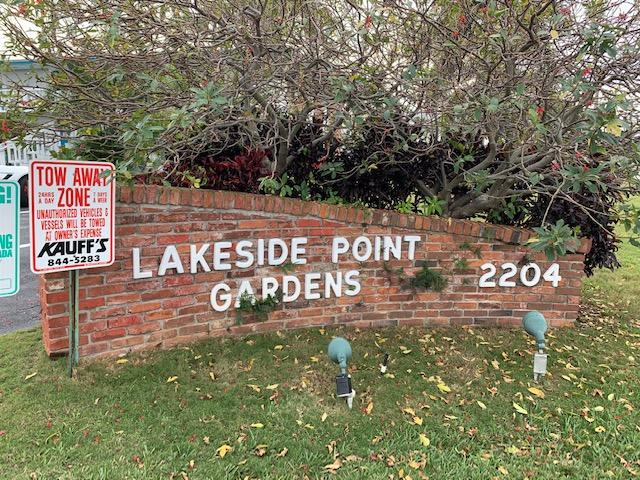 TOW AWAY
24HRS
A DAY
ZONE
7 DAYS
A WEEK
UNAUTHORIZED VEHICLES &
VESSELS WILL BE TOWED
AT OWNER'S EXPENSE
KAUFF'S
844-5283
LAKESIDE POINT
GARDENS
2204